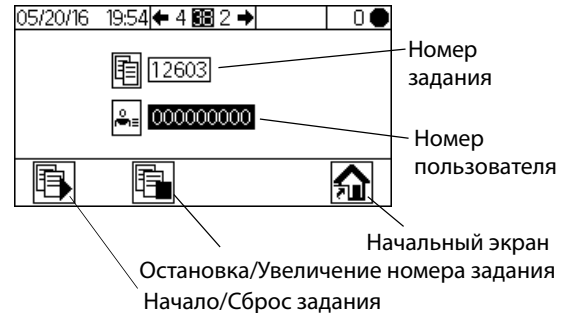 05/20/16 19:54 4 38 2 0
12603
000000000
Номер
задания
Номер
пользователя
Начальный экран
Остановка/Увеличение номера задания
Начало/Сброс задания